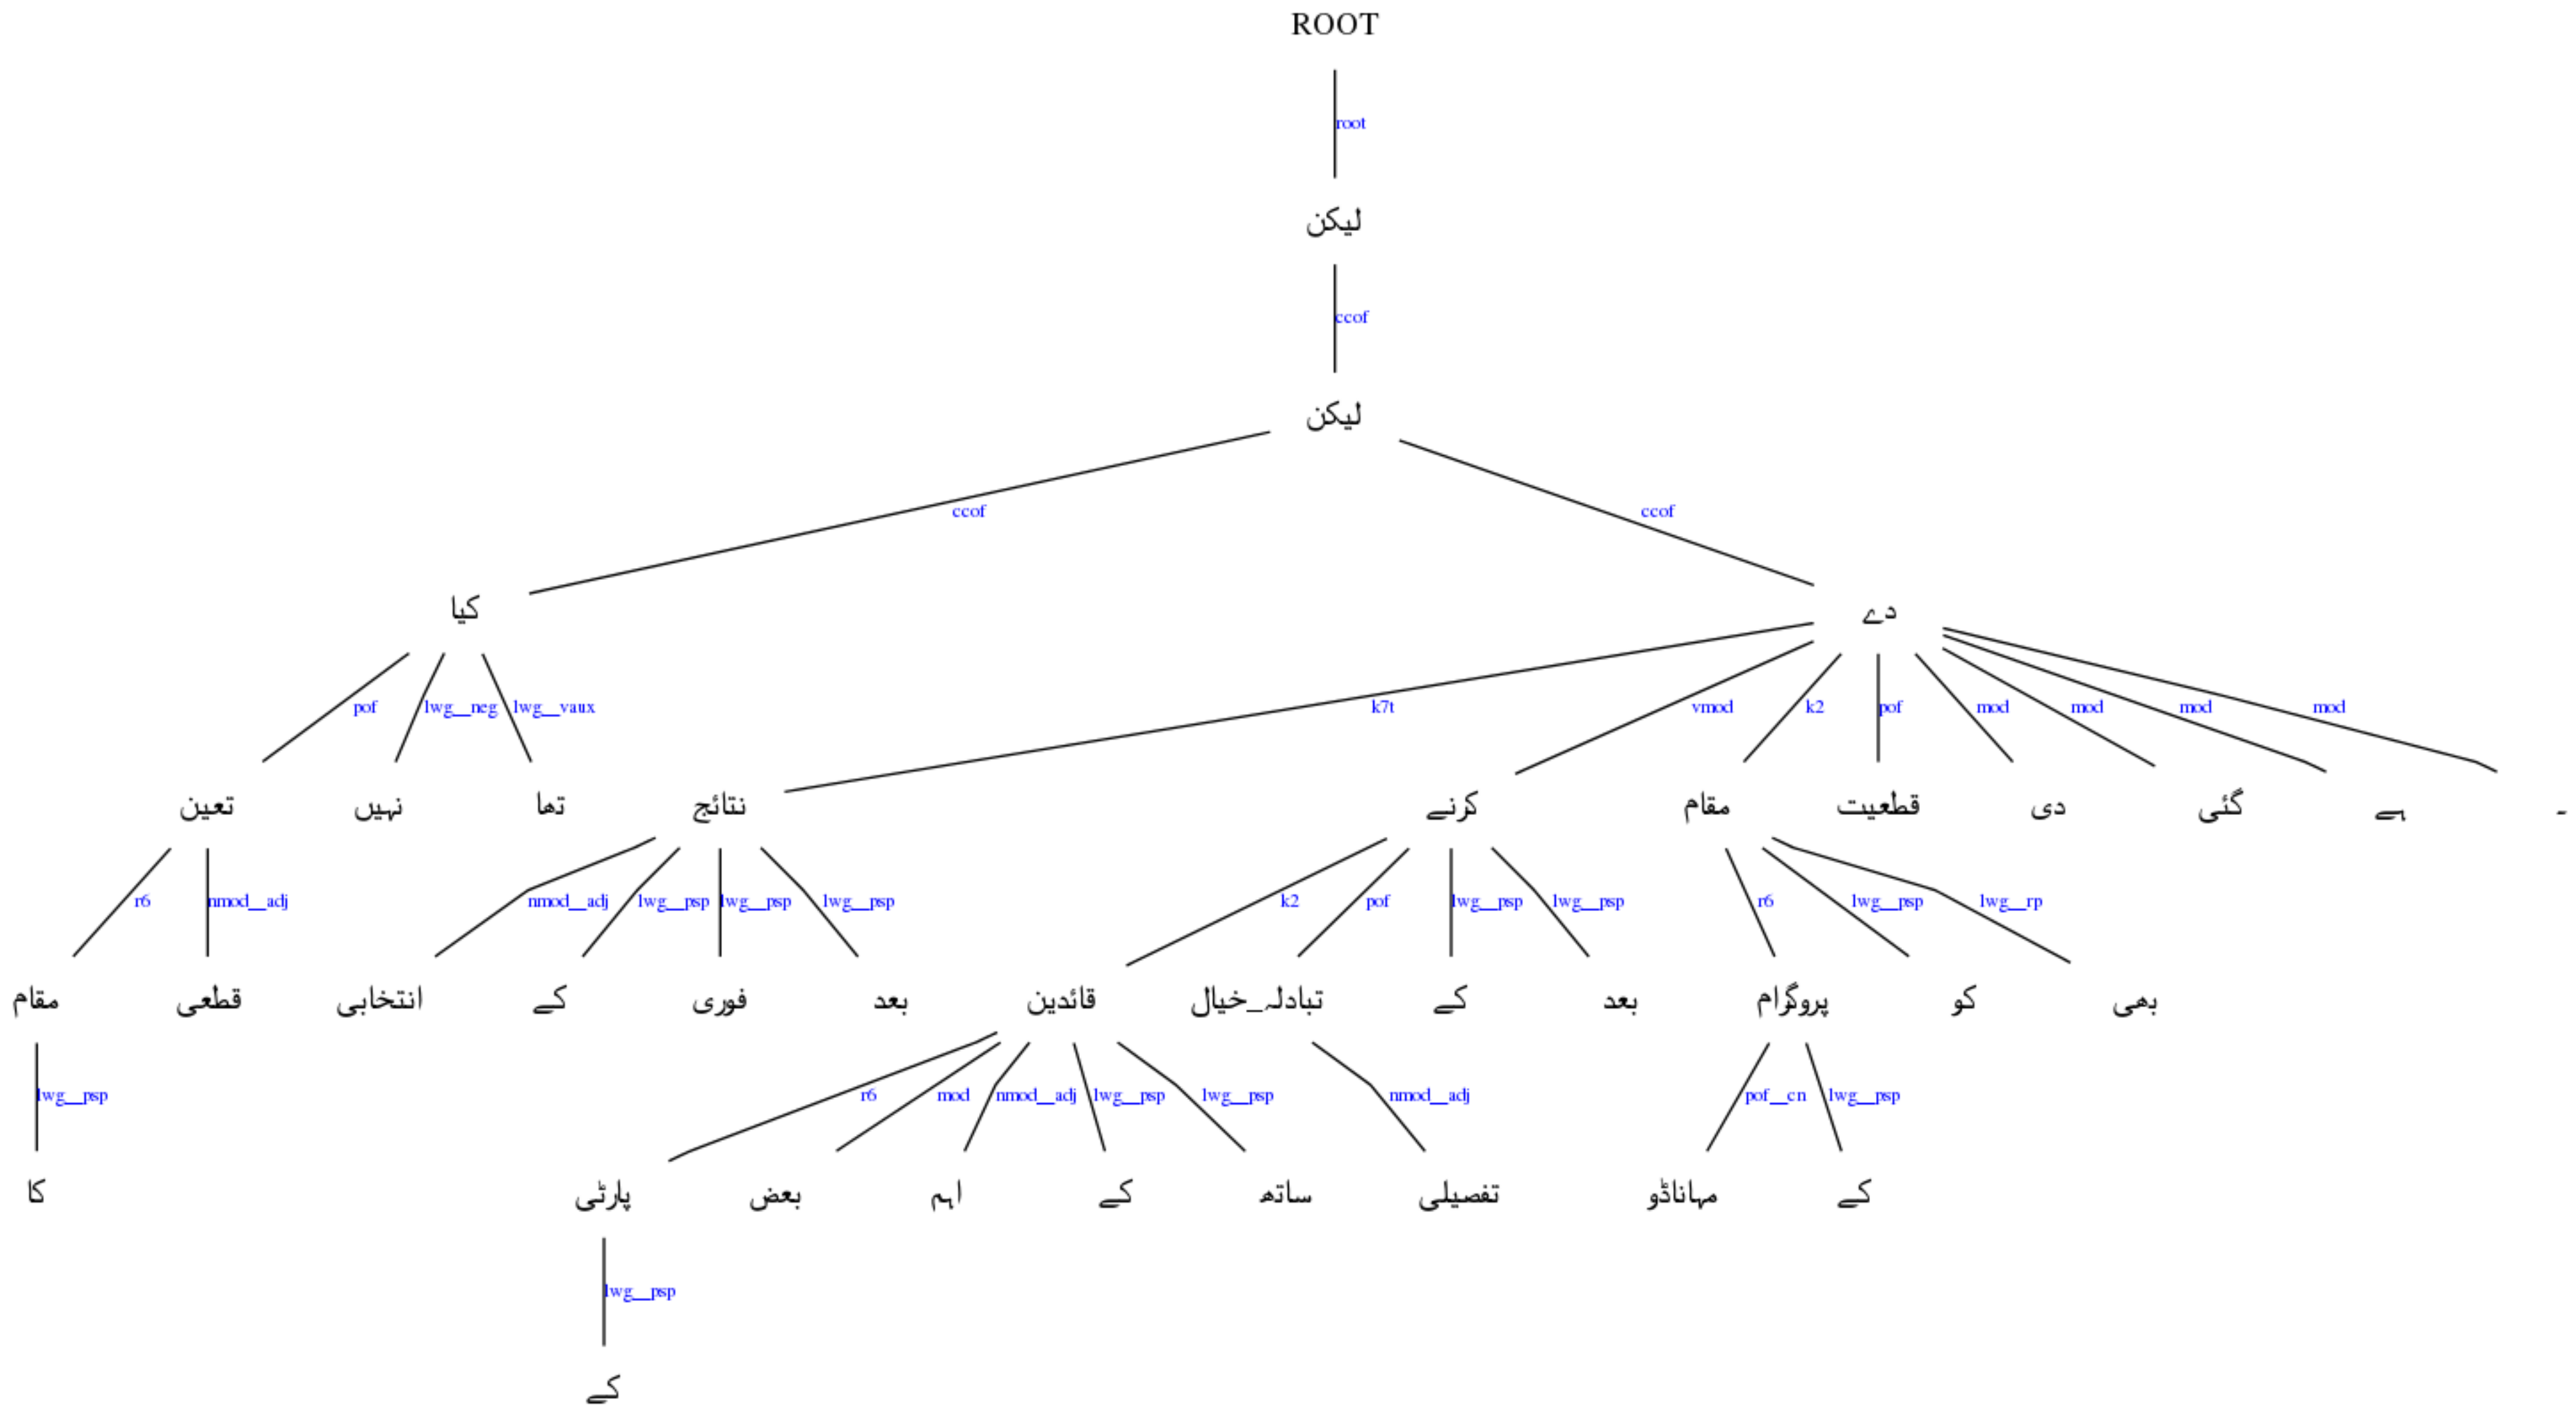 ROOT
root
لیکن
ccof
لیکن
ccof ccof
کیا دے
pof lwg__neg lwg__vaux k7t vmod k2 pof mod mod mod mod
تعین نہیں تھا نتائج کرنے مقام قطعیت دی گئی ہے ۔
r6 nmod__adj nmod__adj lwg__psp lwg__psp lwg__psp k2 pof lwg__psp lwg__psp r6 lwg__psp lwg__rp
مقام قطعی انتخابی کے فوری بعد قائدین تبادلہ_خیال کے بعد پروگرام کو بھی
lwg__psp r6 mod nmod__adj lwg__psp lwg__psp nmod__adj pof__cn lwg__psp
کا پارٹی بعض اہم کے ساتھ تفصیلی مہاناڈو کے
lwg__psp
کے